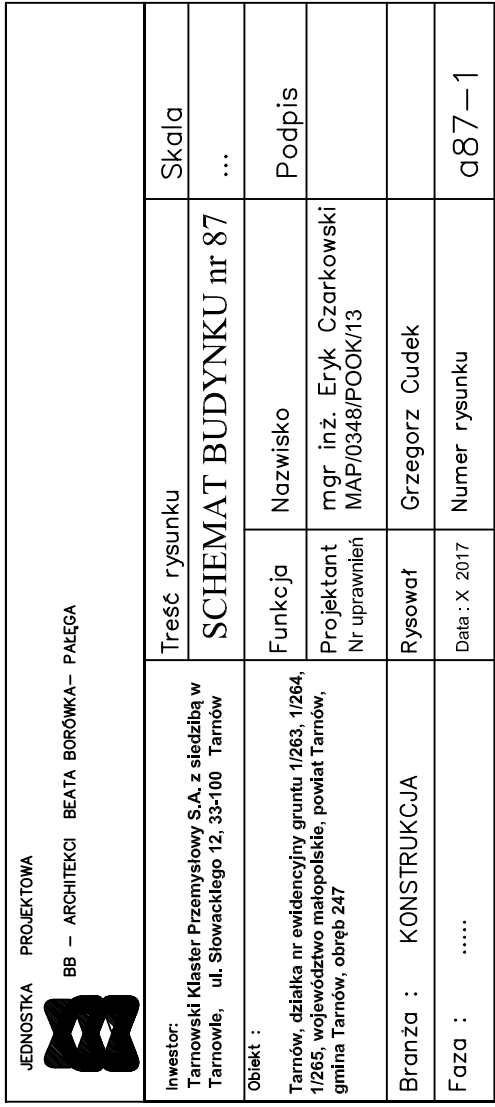 JEDNOSTKA PROJEKTOWA
BB – ARCHITEKCI BEATA BORÓWKA– PAŁĘGA
Inwestor:
Tarnowski Klaster Przemysłowy S.A. z siedzibą w
Tarnowie, ul. Słowackiego 12, 33-100 Tarnów
Treść rysunku
SCHEMAT BUDYNKU nr 87
Skala
...
Obiekt :
Tarnów, działka nr ewidencyjny gruntu 1/263, 1/264,
1/265, województwo małopolskie, powiat Tarnów,
gmina Tarnów, obręb 247
Funkcja
Nazwisko
Podpis
Projektant
Nr uprawnień
mgr inż. Eryk Czarkowski
MAP/0348/POOK/13
Branża : KONSTRUKCJA
Rysował
Grzegorz Cudek
Faza : .....
Data : X 2017
Numer rysunku
a87-1